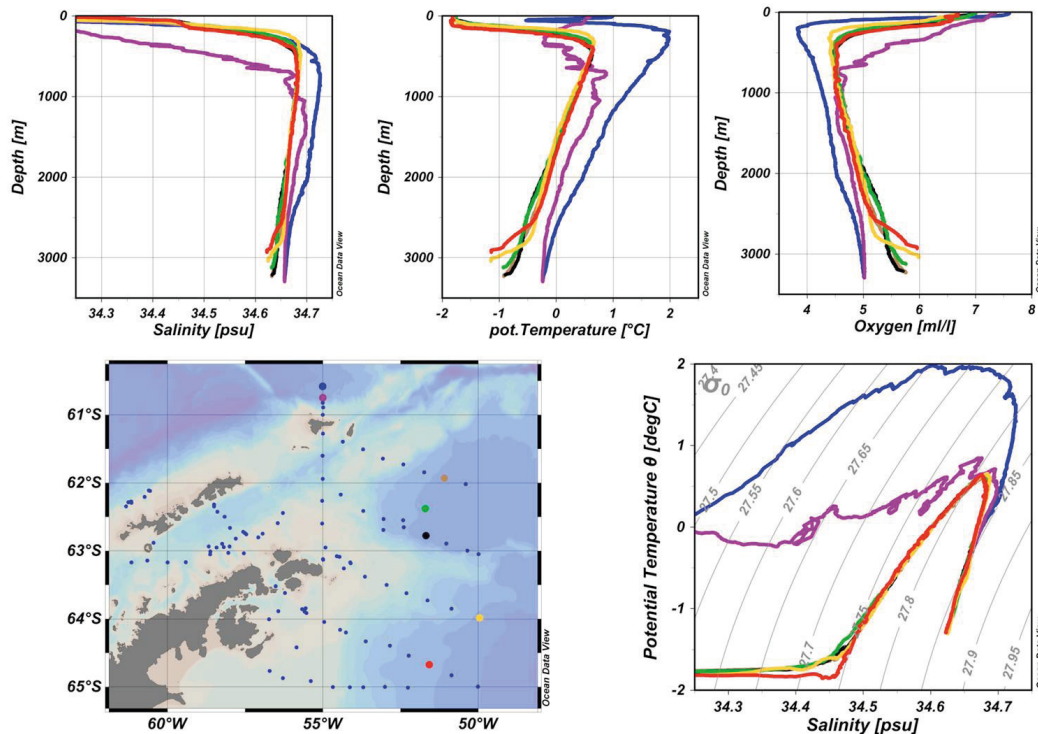 0
1000
2000
3000
Depth [m]
34.3 34.4 34.5 34.6 34.7
Salinity [psu]
Ocean Data View
0
1000
2000
3000
Depth [m]
-2 -1 0 1 2
pot.Temperature [°C]
Ocean Data View
0
1000
2000
3000
Depth [m]
4 5 6 7 8
Oxygen [ml/l]
61°S
62°S
63°S
64°S
65°S
60°W 55°W 50°W
Ocean Data View
2
1
0
-1
-2
Potential Temperature θ [degC]
σ0
27.4
27.45
27.5
27.55
27.6
27.65
27.7
27.8
27.85
27.9
27.95
34.3 34.4 34.5 34.6 34.7
Salinity [psu]